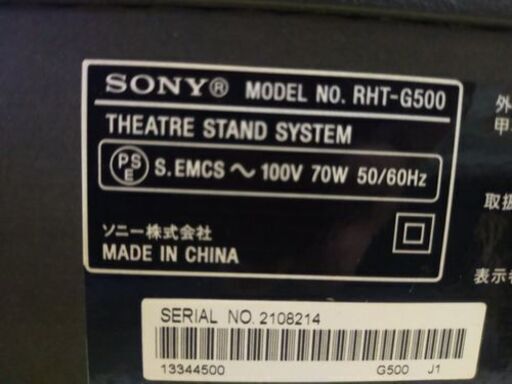 SONY® MODEL NO. RHT-G500
THEATRE STAND SYSTEM
PSE S.EMCS ～ 100V 70W 50/60Hz
ソニー株式会社
MADE IN CHINA
SERIAL NO. 2108214
13344500 G500 J1
外
甲
取扱
表示